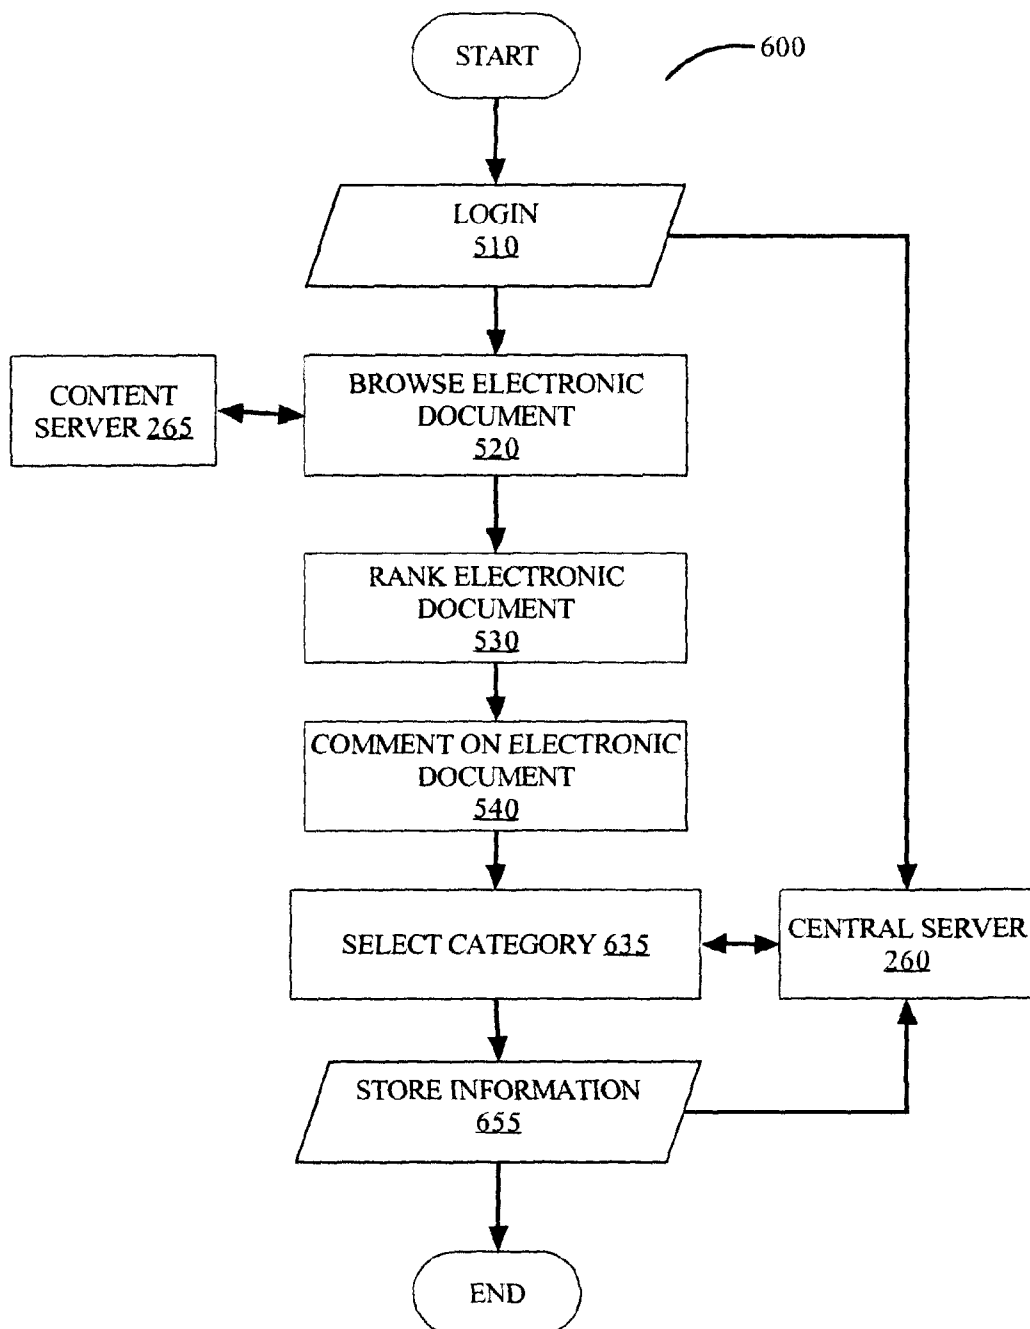 START
600
LOGIN
510
BROWSE ELECTRONIC
DOCUMENT
520
CONTENT
SERVER 265
RANK ELECTRONIC
DOCUMENT
530
COMMENT ON ELECTRONIC
DOCUMENT
540
SELECT CATEGORY 635
CENTRAL SERVER
260
STORE INFORMATION
655
END